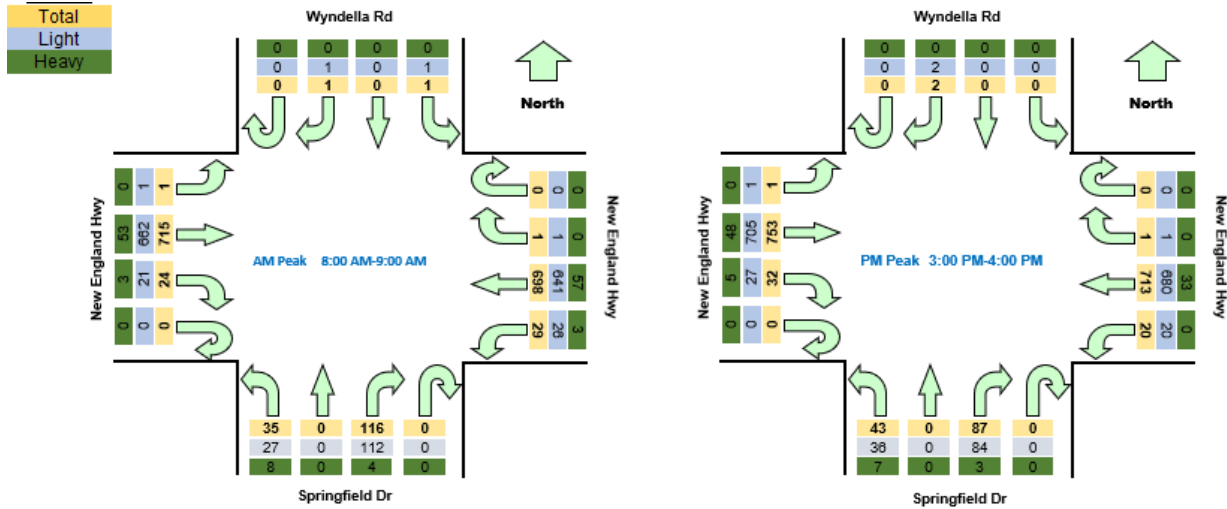 Total
Light
Heavy
Wyndella Rd
0 0 0 0
0 1 0 1
0 1 0 1
North
New England Hwy
0 1 1
53 662 715
3 21 24
0 0 0
AM Peak 8:00 AM-9:00 AM
0 0 0
1 1 0
698 641 57
29 26 3
New England Hwy
35 0 116 0
27 0 112 0
8 0 4 0
Springfield Dr
Wyndella Rd
0 0 0 0
0 2 0 0
0 2 0 0
North
New England Hwy
0 1 1
48 705 753
5 27 32
0 0 0
PM Peak 3:00 PM-4:00 PM
0 0 0
1 1 0
713 680 33
20 20 0
New England Hwy
43 0 87 0
36 0 84 0
7 0 3 0
Springfield Dr